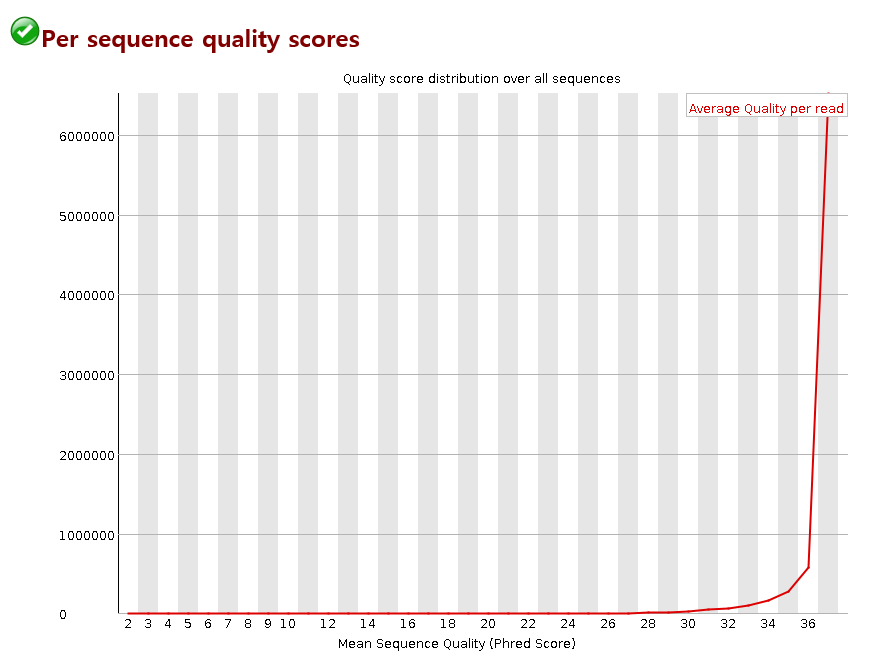 Per sequence quality scores
Quality score distribution over all sequences
Average Quality per read
6000000
5000000
4000000
3000000
2000000
1000000
0
2 3 4 5 6 7 8 9 10 12 14 16 18 20 22 24 26 28 30 32 34 36
Mean Sequence Quality (Phred Score)